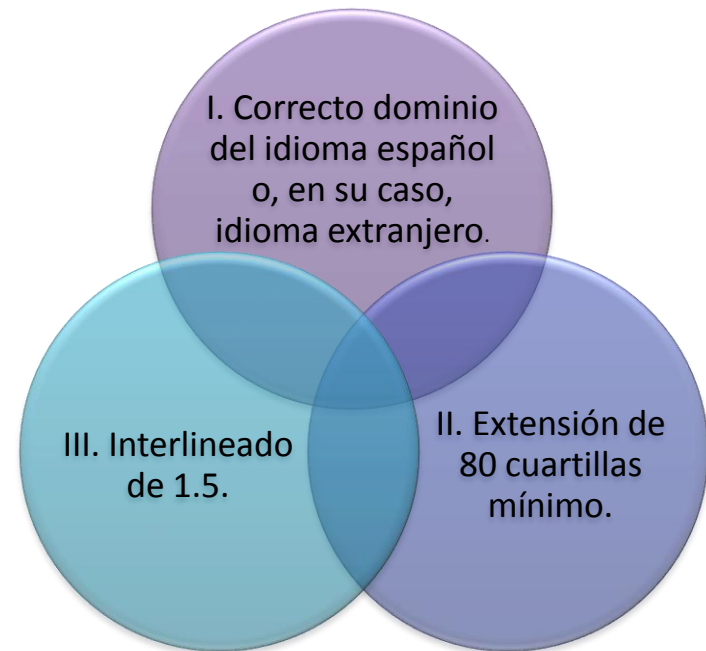 I. Correcto dominio
del idioma español
o, en su caso,
idioma extranjero.
II. Extensión de
80 cuartillas
mínimo.
III. Interlineado
de 1.5.